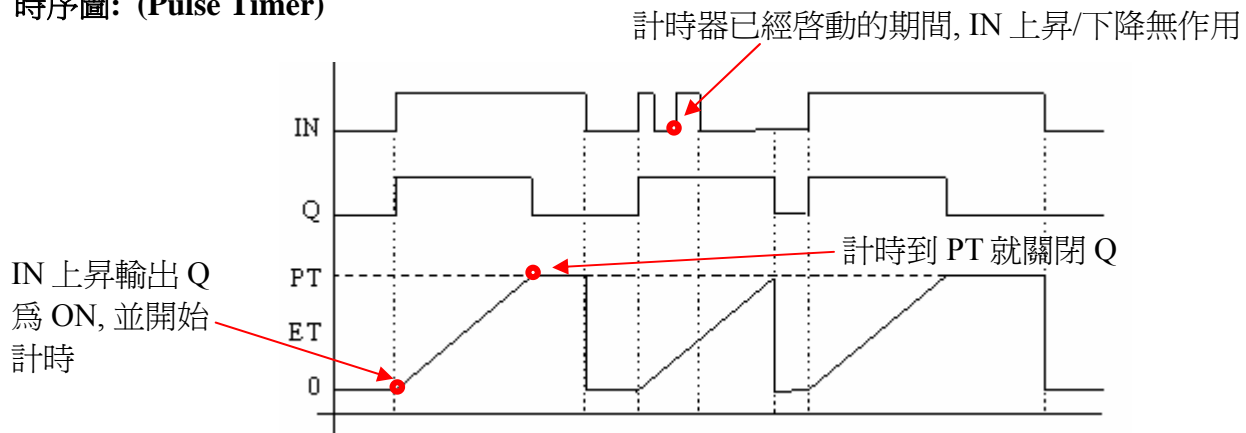 時序圖: (Pulse Timer)
計時器已經啓動的期間, IN 上昇/下降無作用
IN
Q
計時到 PT 就關閉 Q
IN 上昇輸出 Q
爲 ON, 並開始
計時
PT
ET
0